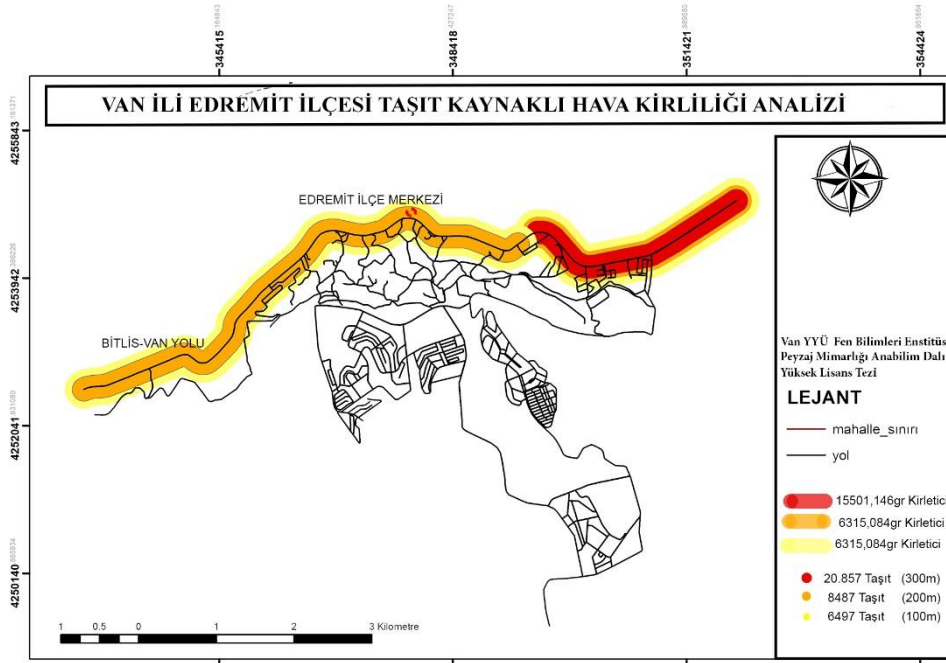 345415
348418
351421
354424
VAN İLİ EDREMİT İLÇESİ TAŞIT KAYNAKLI HAVA KİRLİLİĞİ ANALİZİ
4255843
EDREMİT İLÇE MERKEZİ
4253942
BİTLİS-VAN YOLU
4252041
4250140
Van YYÜ Fen Bilimleri Enstitüs
Peyzaj Mimarlığı Anabilim Dalı
Yüksek Lisans Tezi
LEJANT
mahalle_sınırı
yol
15501,146gr Kirletici
6315,084gr Kirletici
6315,084gr Kirletici
20.857 Taşıt (300m)
8487 Taşıt (200m)
6497 Taşıt (100m)
1 0.5 0 1 2 3 Kilometre